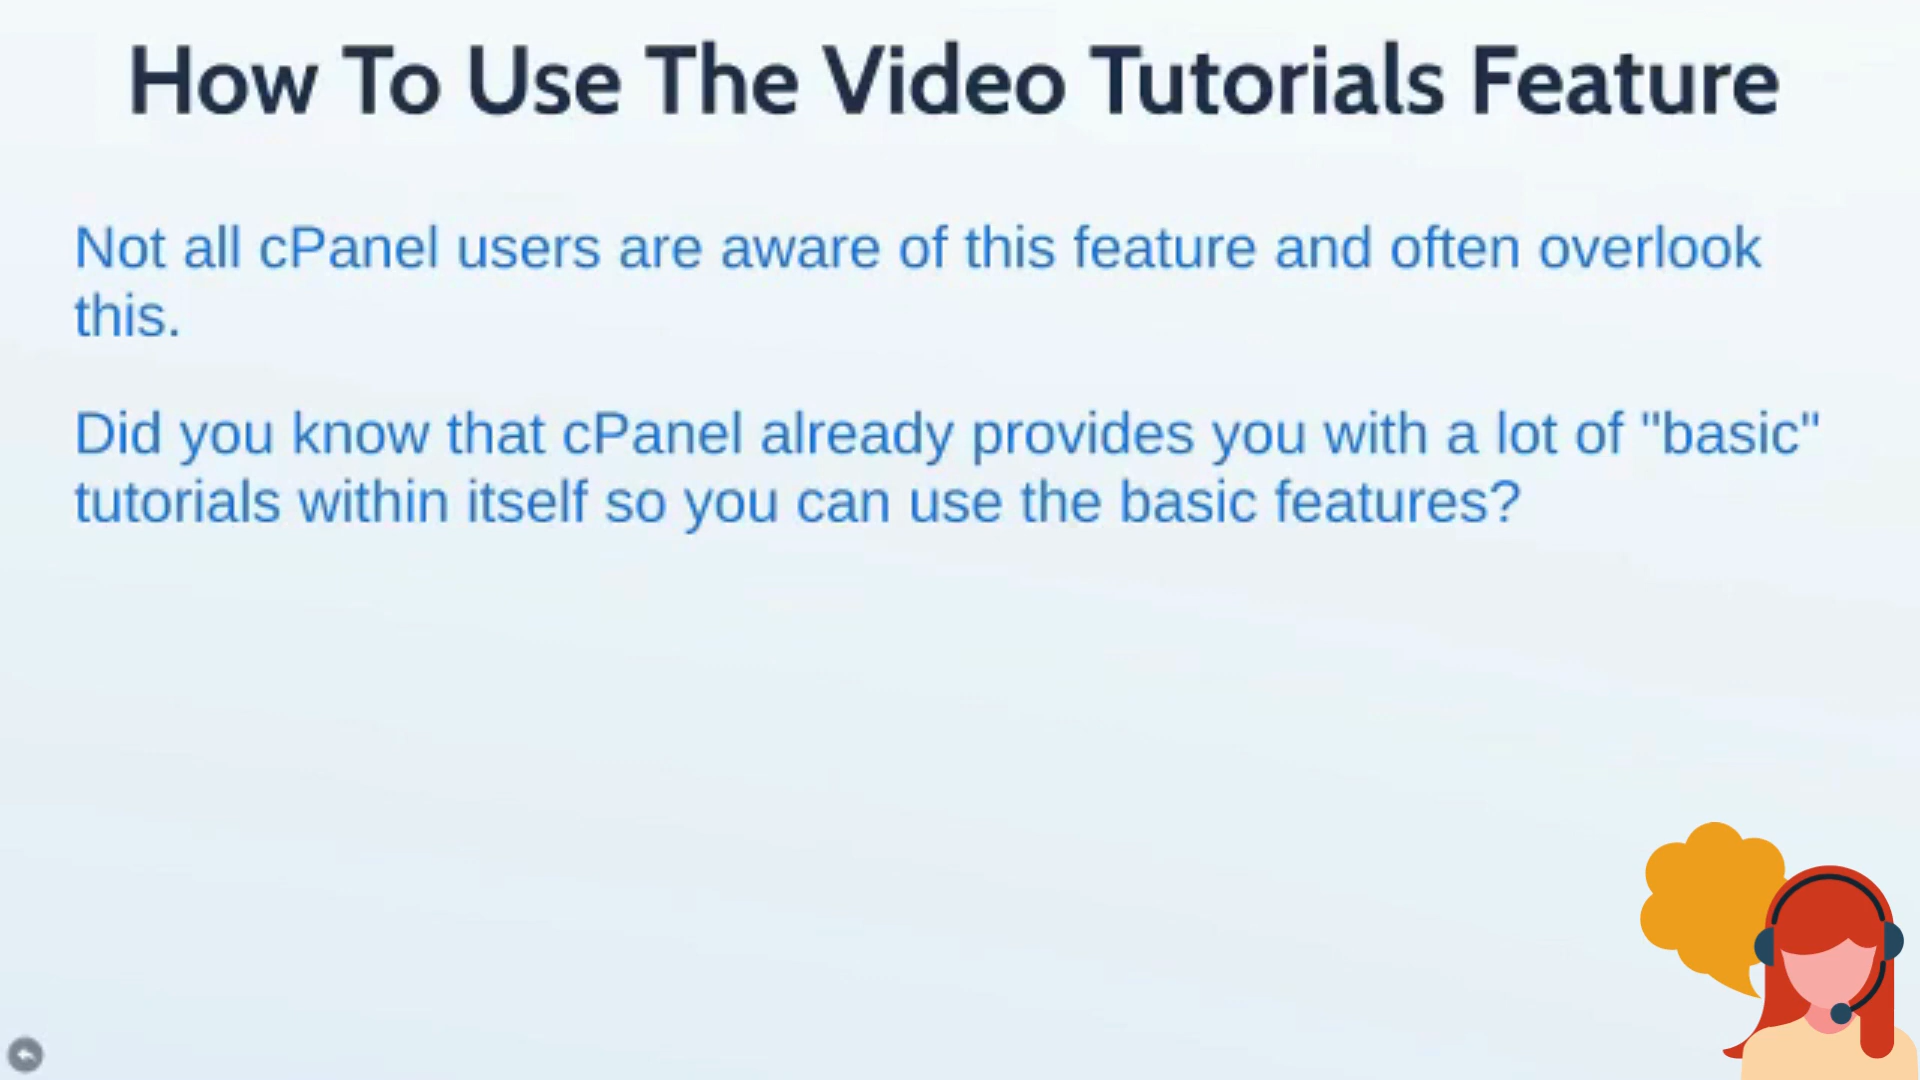 How To Use The Video Tutorials Feature
Not all cPanel users are aware of this feature and often overlook
this.
Did you know that cPanel already provides you with a lot of "basic"
tutorials within itself so you can use the basic features?